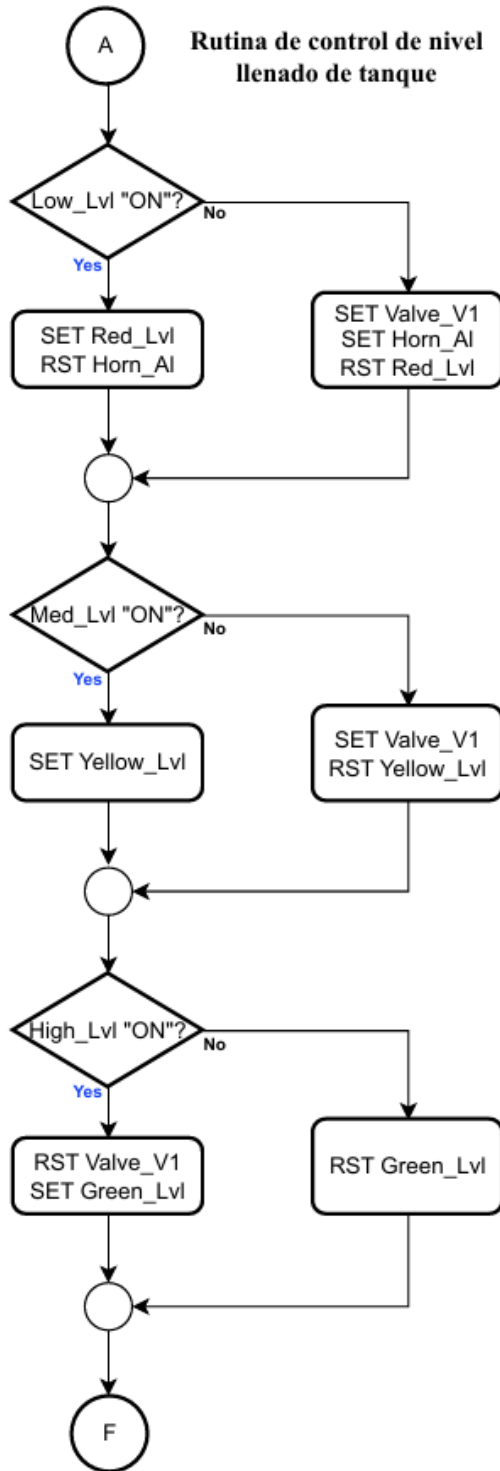 A
Rutina de control de nivel
llenado de tanque
Low_Lvl "ON"?
No
Yes
SET Red_Lvl
RST Horn_Al
SET Valve_V1
SET Horn_Al
RST Red_Lvl
Med_Lvl "ON"?
No
Yes
SET Yellow_Lvl
SET Valve_V1
RST Yellow_Lvl
High_Lvl "ON"?
No
Yes
RST Valve_V1
SET Green_Lvl
RST Green_Lvl
F